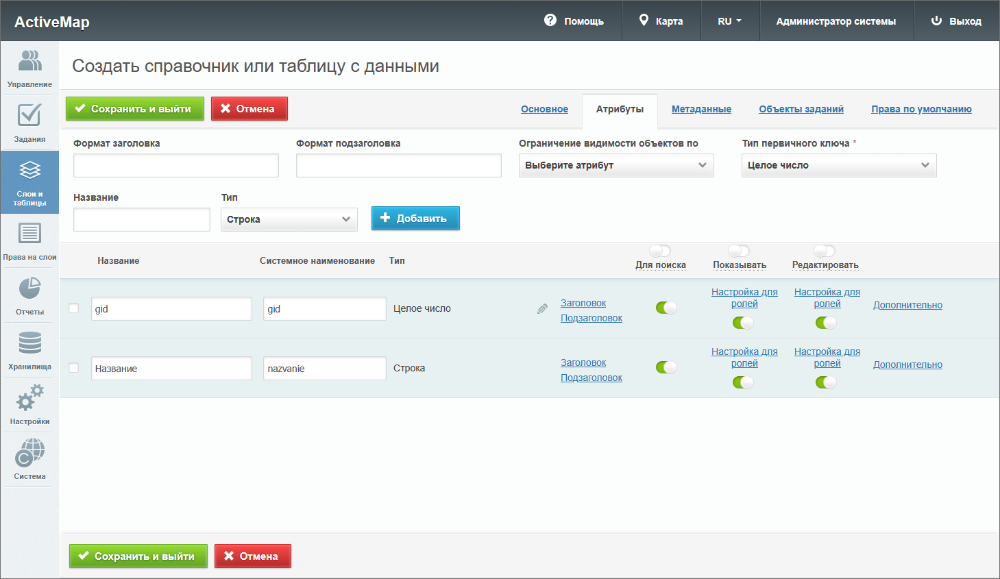 ActiveMap
Помощь
Карта
RU
Администратор системы
Выход
Управление
Задания
Слои и
таблицы
Права на слои
Отчеты
Хранилища
Настройки
Система
Создать справочник или таблицу с данными
Сохранить и выйти
Отмена
Основное
Атрибуты
Метаданные
Объекты заданий
Права по умолчанию
Формат заголовка
Формат подзаголовка
Ограничение видимости объектов по
Тип первичного ключа *
Выберите атрибут
Целое число
Название
Тип
Строка
Добавить
Название
Системное наименование
Тип
Для поиска
Показывать
Редактировать
gid
gid
Целое число
Заголовок
Подзаголовок
Настройка для
ролей
Настройка для
ролей
Дополнительно
Название
nazvanie
Строка
Заголовок
Подзаголовок
Настройка для
ролей
Настройка для
ролей
Дополнительно
Сохранить и выйти
Отмена